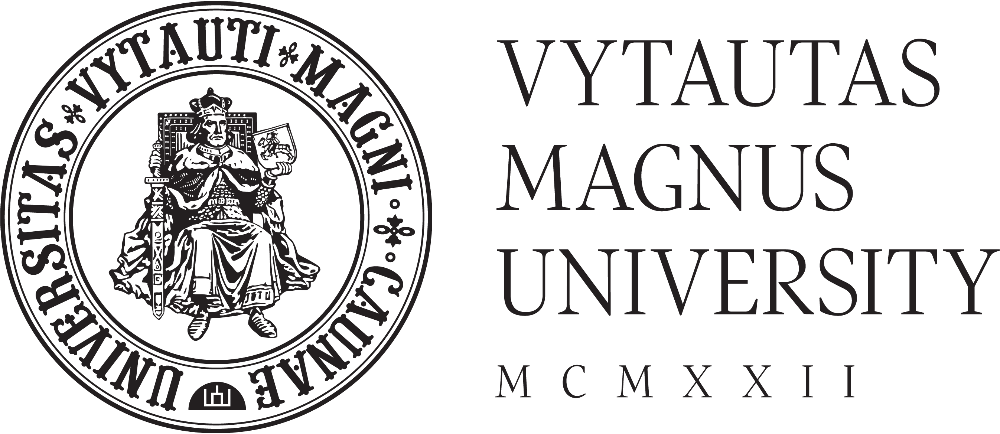 UNIVERSITAS VYTAUTI MAGNI CAUNAE
VYTAUTAS
MAGNUS
UNIVERSITY
MCMXXII